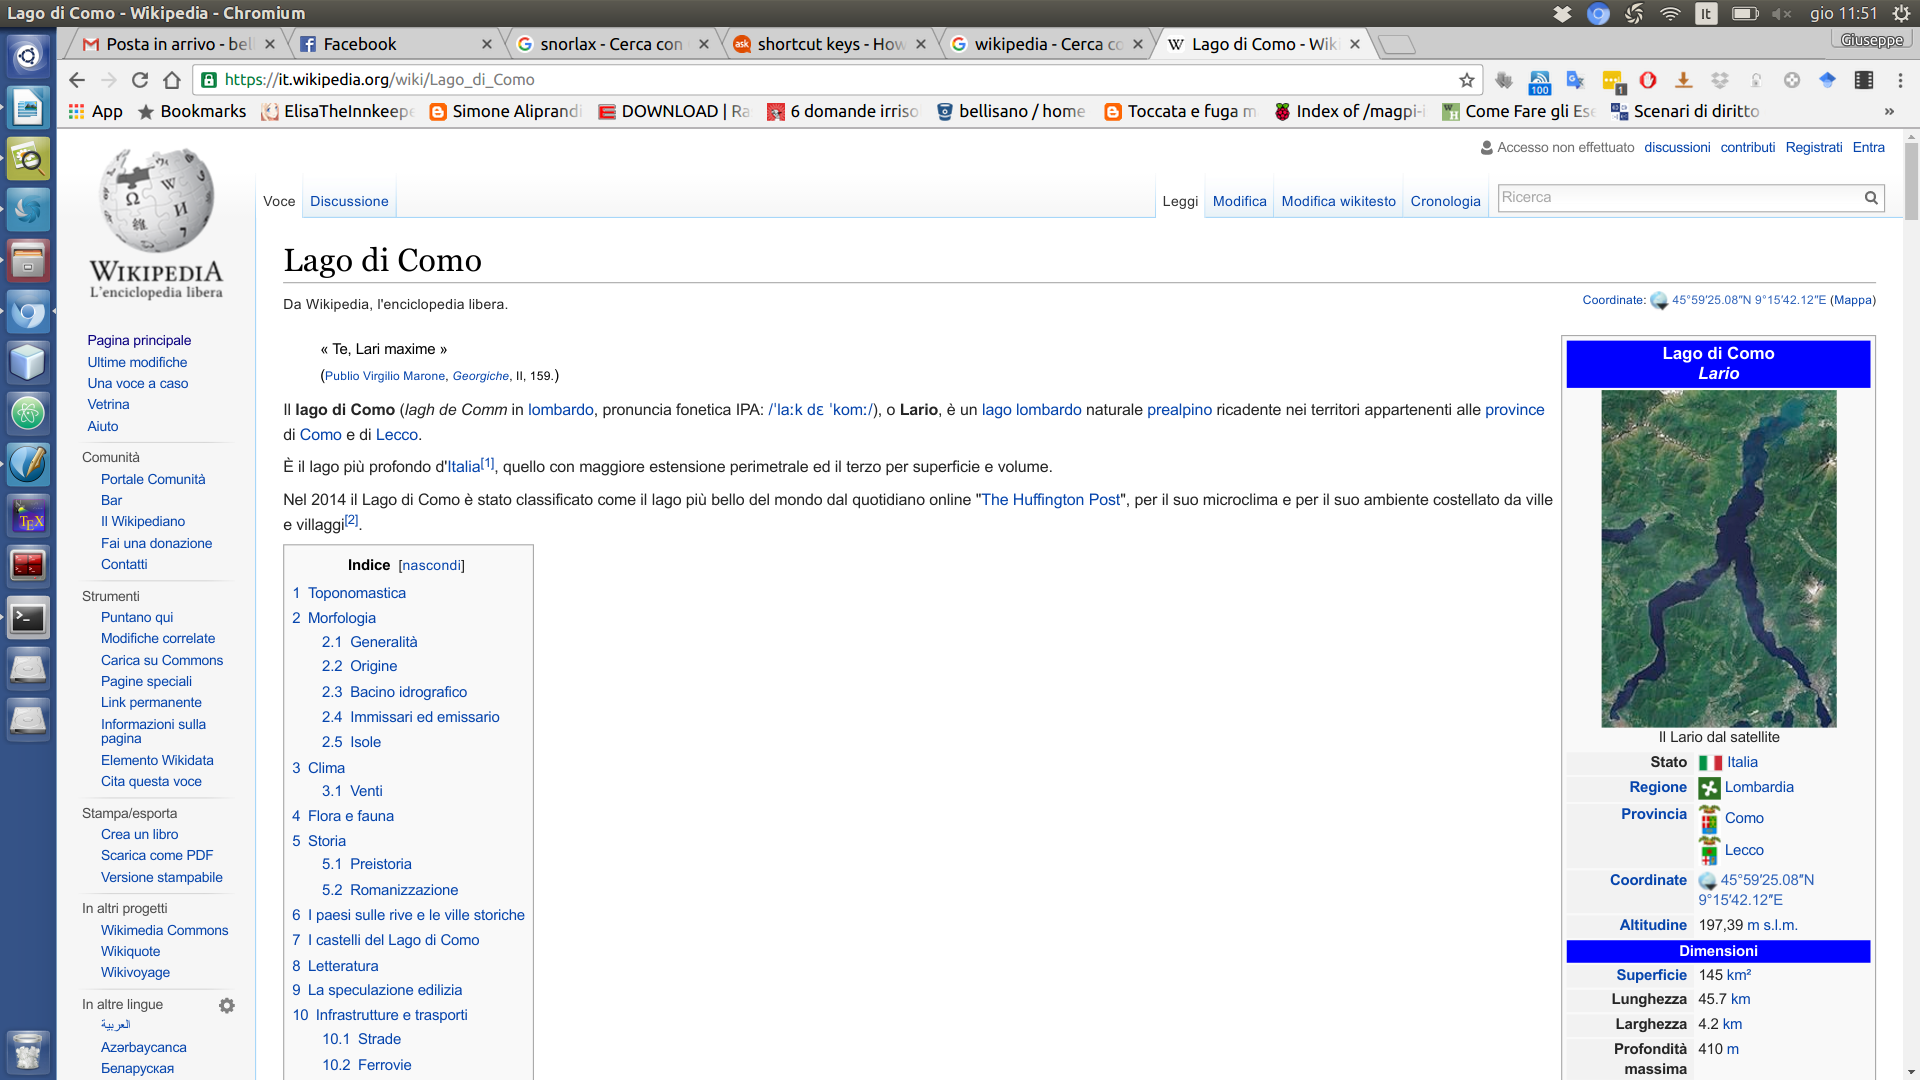 Lago di Como - Wikipedia - Chromium
It
gio 11:51
Posta in arrivo - bel
Facebook
snorlax - Cerca con
shortcut keys - How
wikipedia - Cerca co
Lago di Como - Wiki
Giuseppe
https://it.wikipedia.org/wiki/Lago_di_Como
100
1
App
Bookmarks
ElisaTheInnkeepe
Simone Aliprandi
DOWNLOAD | Ra
6 domande irriso
bellisano / home
Toccata e fuga m
Index of /magpi-i
Come Fare gli Ese
Scenari di diritto
»
Accesso non effettuato discussioni contributi Registrati Entra
Voce Discussione
Leggi Modifica Modifica wikitesto Cronologia
Ricerca
WIKIPEDIA
L'enciclopedia libera
Pagina principale
Ultime modifiche
Una voce a caso
Vetrina
Aiuto
Comunità
Portale Comunità
Bar
Il Wikipediano
Fai una donazione
Contatti
Strumenti
Puntano qui
Modifiche correlate
Carica su Commons
Pagine speciali
Link permanente
Informazioni sulla
pagina
Elemento Wikidata
Cita questa voce
Stampa/esporta
Crea un libro
Scarica come PDF
Versione stampabile
In altri progetti
Wikimedia Commons
Wikiquote
Wikivoyage
In altre lingue
العربية
Azərbaycanca
Беларуская
Lago di Como
Da Wikipedia, l'enciclopedia libera.
Coordinate: 45°59′25.08″N 9°15′42.12″E (Mappa)
« Te, Lari maxime »
(Publio Virgilio Marone, Georgiche, II, 159.)
Il lago di Como (lagh de Comm in lombardo, pronuncia fonetica IPA: /ˈlaːk dɛ ˈkomː/), o Lario, è un lago lombardo naturale prealpino ricadente nei territori appartenenti alle province
di Como e di Lecco.
È il lago più profondo d'Italia[1], quello con maggiore estensione perimetrale ed il terzo per superficie e volume.
Nel 2014 il Lago di Como è stato classificato come il lago più bello del mondo dal quotidiano online "The Huffington Post", per il suo microclima e per il suo ambiente costellato da ville
e villaggi[2].
Indice [nascondi]
1 Toponomastica
2 Morfologia
2.1 Generalità
2.2 Origine
2.3 Bacino idrografico
2.4 Immissari ed emissario
2.5 Isole
3 Clima
3.1 Venti
4 Flora e fauna
5 Storia
5.1 Preistoria
5.2 Romanizzazione
6 I paesi sulle rive e le ville storiche
7 I castelli del Lago di Como
8 Letteratura
9 La speculazione edilizia
10 Infrastrutture e trasporti
10.1 Strade
10.2 Ferrovie
Lago di Como
Lario
Il Lario dal satellite
Stato Italia
Regione Lombardia
Provincia Como
Lecco
Coordinate 45°59′25.08″N
9°15′42.12″E
Altitudine 197,39 m s.l.m.
Dimensioni
Superficie 145 km²
Lunghezza 45.7 km
Larghezza 4.2 km
Profondità 410 m
massima